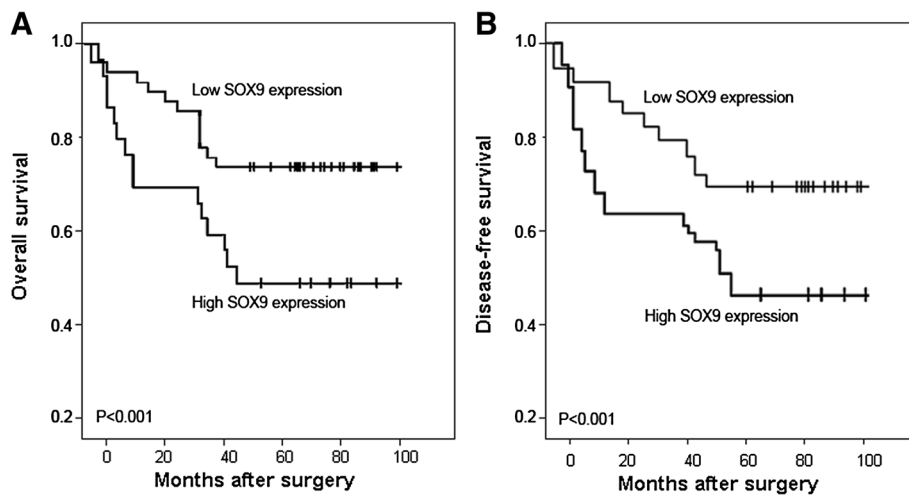 A
1.0
0.8
0.6
0.4
0.2
Overall survival
Low SOX9 expression
High SOX9 expression
P<0.001
0 20 40 60 80 100
Months after surgery
B
1.0
0.8
0.6
0.4
0.2
Disease-free survival
Low SOX9 expression
High SOX9 expression
P<0.001
0 20 40 60 80 100
Months after surgery